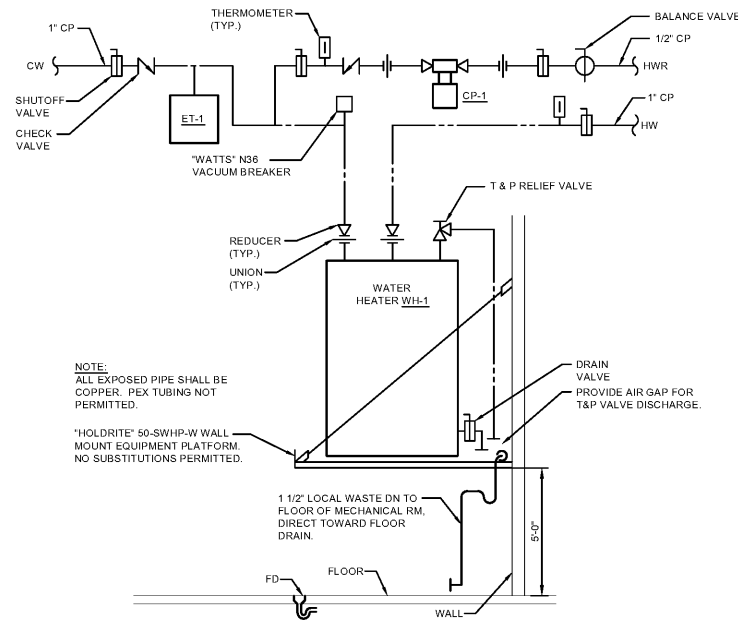 THERMOMETER
(TYP.)
BALANCE VALVE
1" CP
1/2" CP
CW
HWR
SHUTOFF
VALVE
CP-1
1" CP
ET-1
CHECK
VALVE
HW
"WATTS" N36
VACUUM BREAKER
T & P RELIEF VALVE
REDUCER
(TYP.)
UNION
(TYP.)
WATER
HEATER WH-1
NOTE:
ALL EXPOSED PIPE SHALL BE
COPPER. PEX TUBING NOT
PERMITTED.
DRAIN
VALVE
PROVIDE AIR GAP FOR
T&P VALVE DISCHARGE.
"HOLDRITE" 50-SWHP-W WALL
MOUNT EQUIPMENT PLATFORM.
NO SUBSTITUTIONS PERMITTED.
1 1/2" LOCAL WASTE DN TO
FLOOR OF MECHANICAL RM,
DIRECT TOWARD FLOOR
DRAIN.
5'-0"
FD
FLOOR
WALL